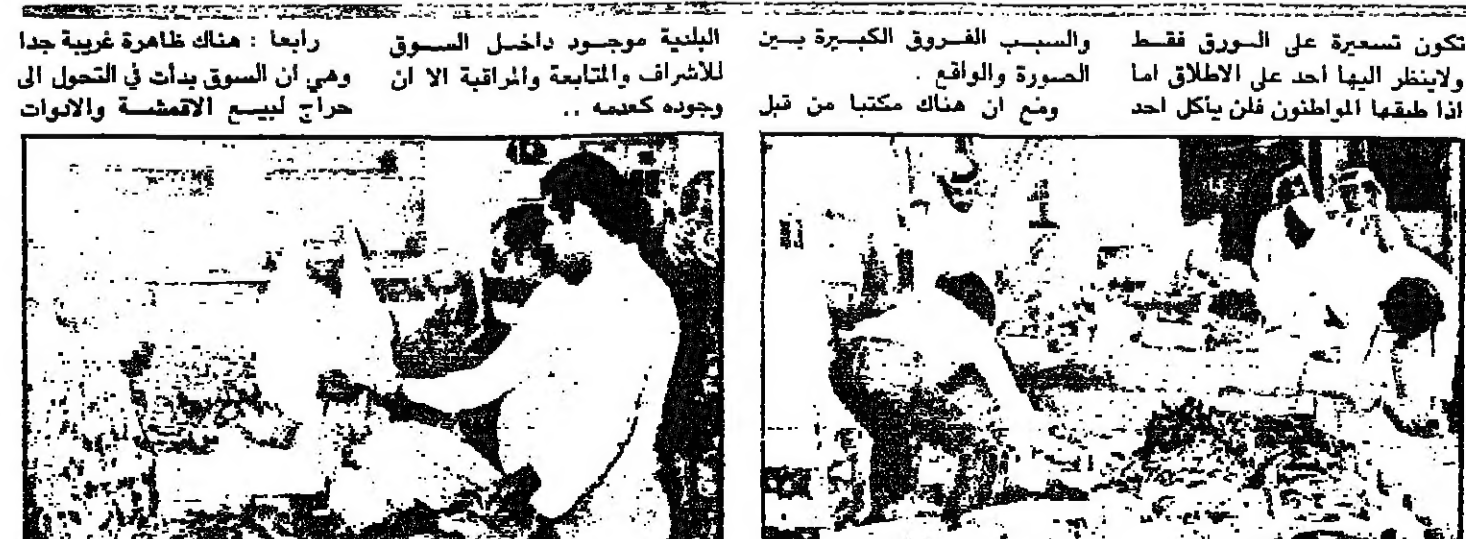 تكون تسعيرة على الورق فقط
ولاينظر اليها احد على الاطلاق اما
اذا طبقها المواطنون فلن يأكل احد
والسبب الفروق الكبيرة بين
الصورة والواقع .
ومع ان هناك مكتبا من قبل
البلدية موجود داخل السوق
للأشراف والمتابعة والمراقبة الا ان
وجوده كعدمه ..
رابعا : هناك ظاهرة غريبة جدا
وهي ان السوق بدأت في التحول الى
حراج لبيع الاقمشة والادوات